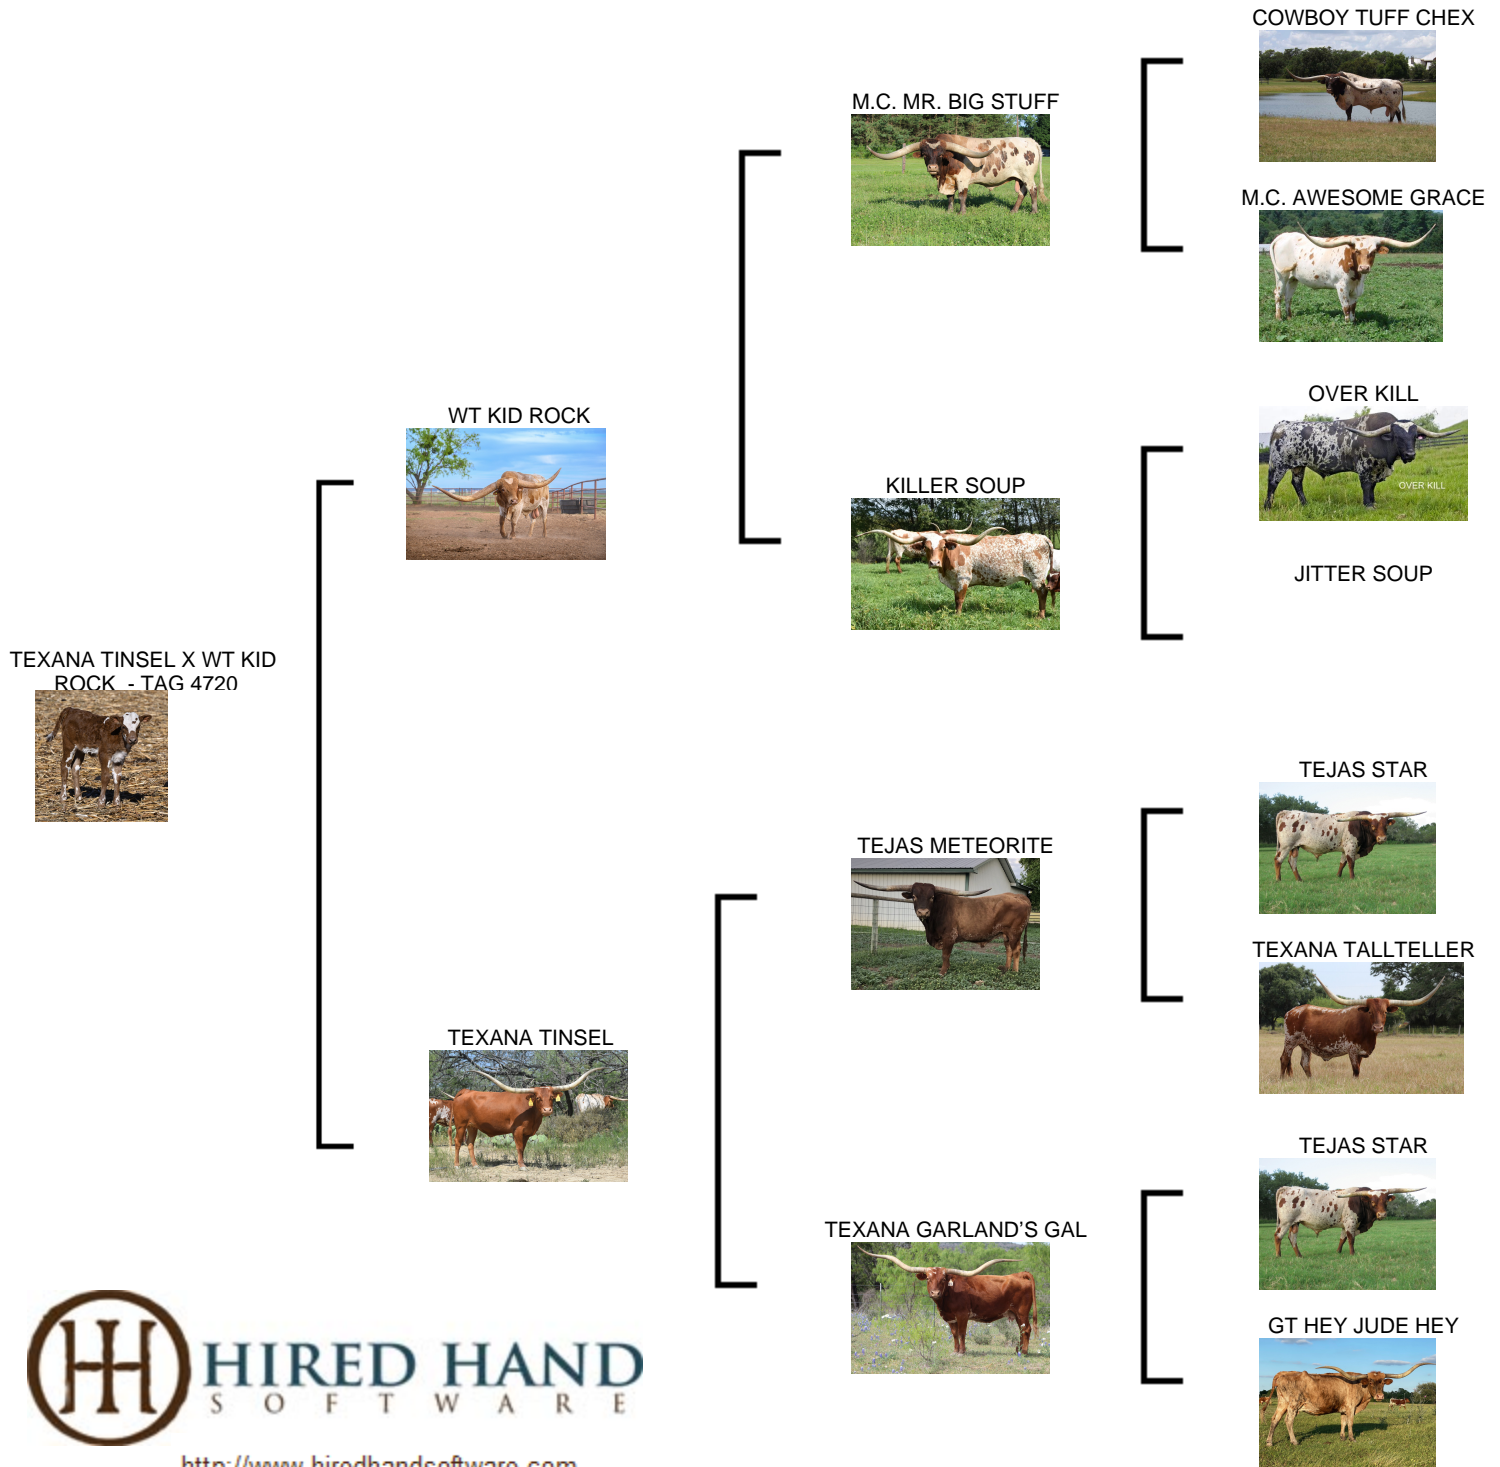 COWBOY TUFF CHEX
M.C. MR. BIG STUFF
M.C. AWESOME GRACE
OVER KILL
OVER KILL
WT KID ROCK
KILLER SOUP
JITTER SOUP
TEXANA TINSEL X WT KID
ROCK - TAG 4720
TEJAS STAR
TEJAS METEORITE
TEXANA TALLTELLER
TEXANA TINSEL
TEJAS STAR
TEXANA GARLAND'S GAL
GT HEY JUDE HEY
HIRED HAND
SOFTWARE
http://www.hiredhandsoftware.com